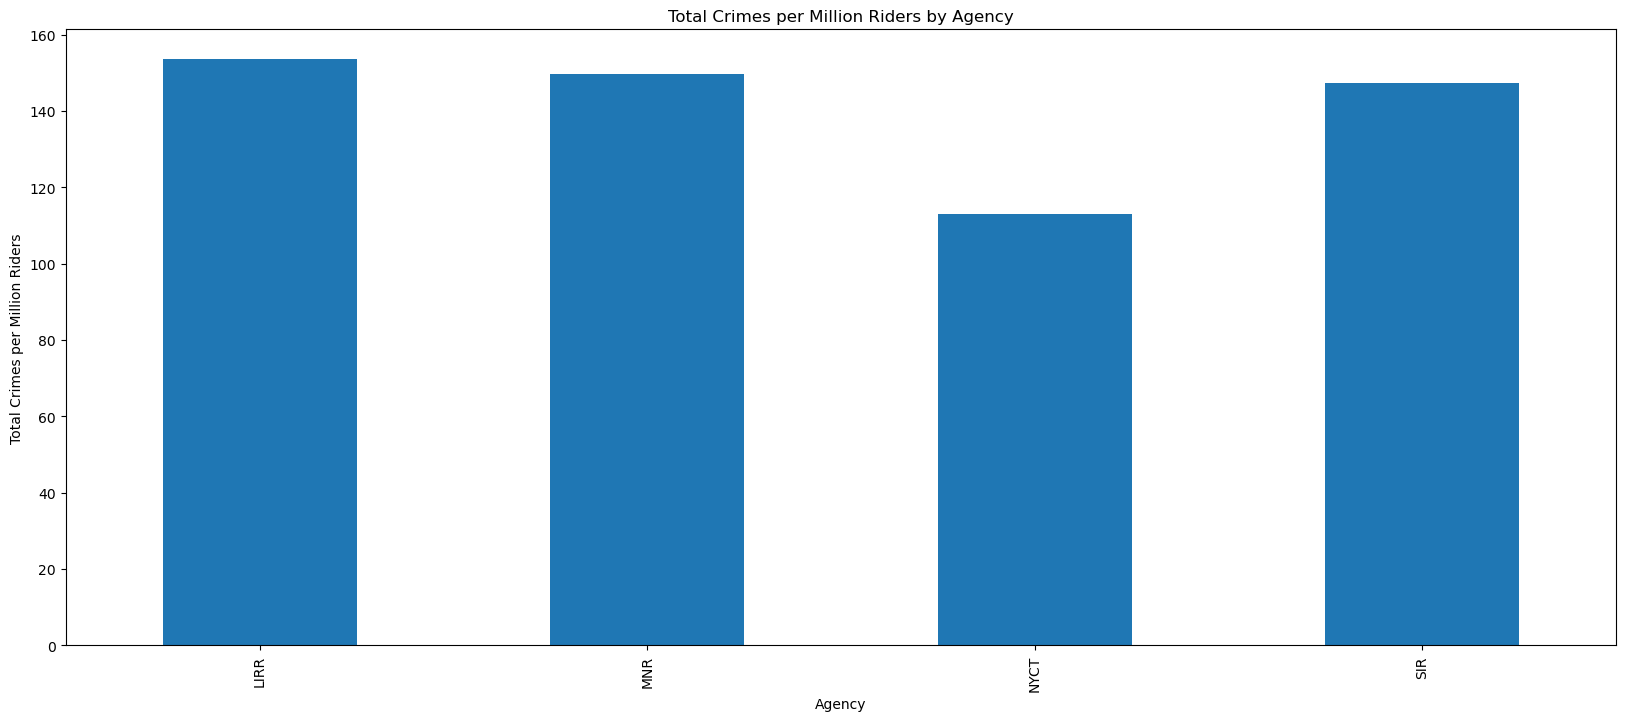 Total Crimes per Million Riders by Agency
160
140
120
100
80
60
40
20
0
Total Crimes per Million Riders
LIRR
MNR
NYCT
SIR
Agency